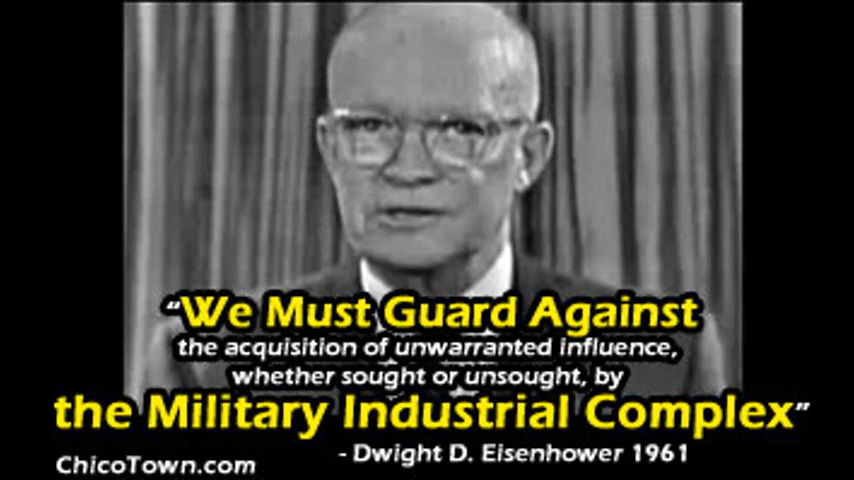 “We Must Guard Against
the acquisition of unwarranted influence,
whether sought or unsought, by
the Military Industrial Complex”
- Dwight D. Eisenhower 1961
ChicoTown.com